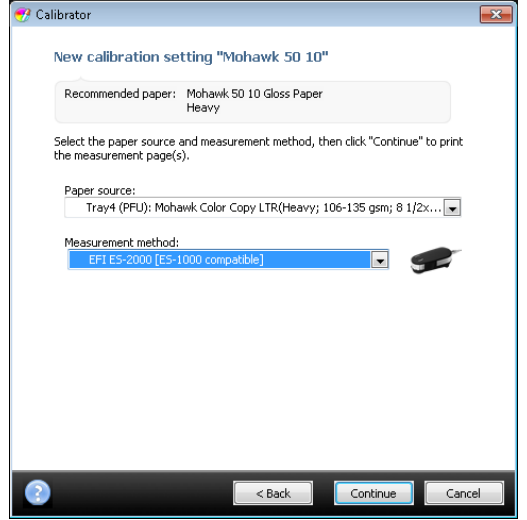 Calibrator
New calibration setting "Mohawk 50 10"
Recommended paper: Mohawk 50 10 Gloss Paper
Heavy
Select the paper source and measurement method, then click "Continue" to print
the measurement page(s).
Paper source:
Tray4 (PFU): Mohawk Color Copy LTR(Heavy; 106-135 gsm; 8 1/2x...
Measurement method:
EFI ES-2000 [ES-1000 compatible]
?
< Back
Continue
Cancel